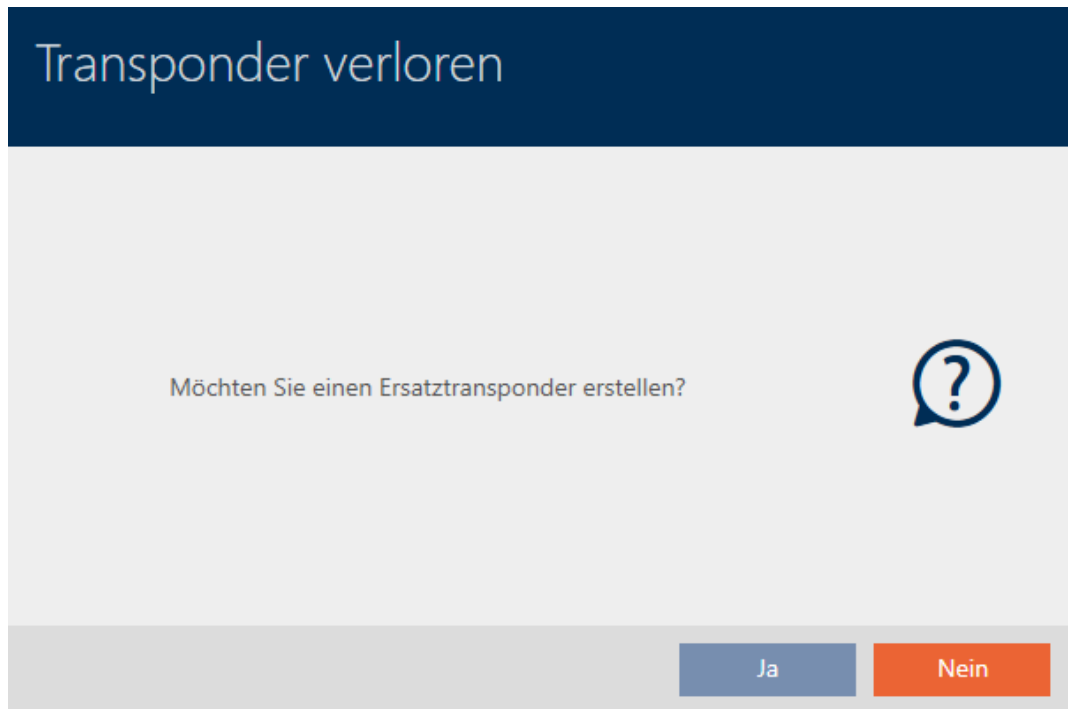 Transponder verloren
Möchten Sie einen Ersatztransponder erstellen?
?
Ja
Nein